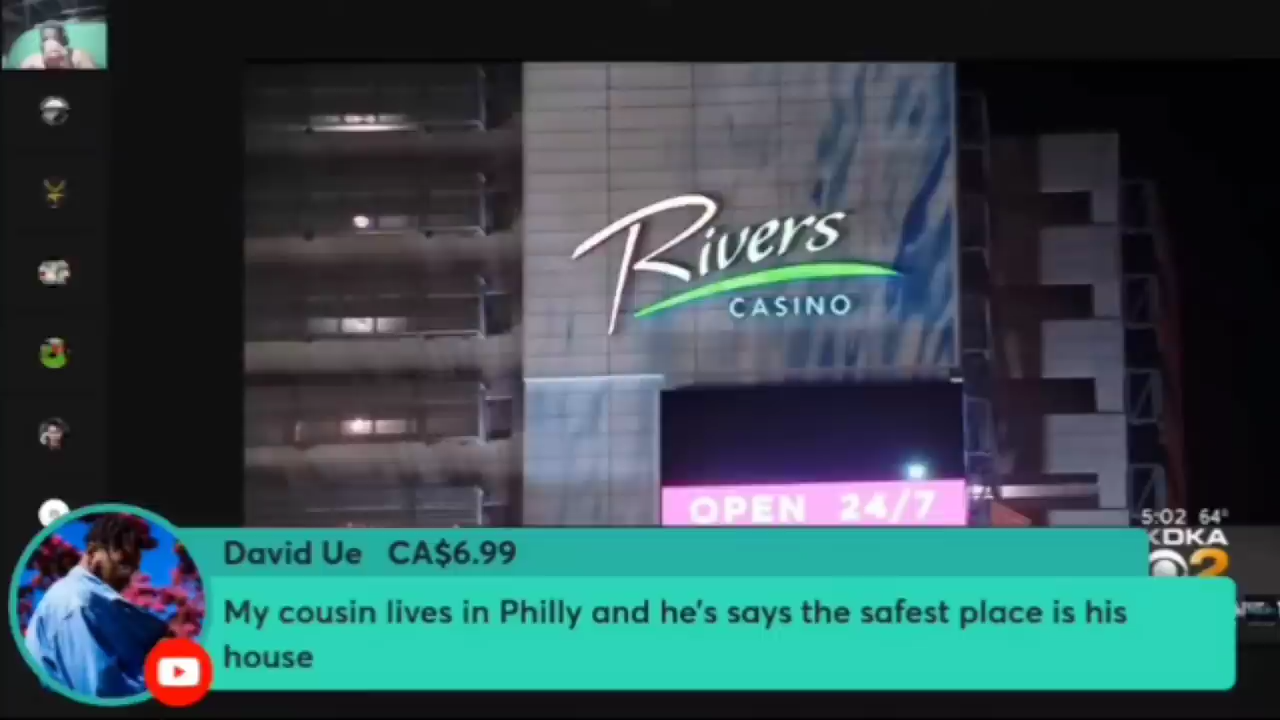 Rivers
CASINO
OPEN 24/7
5:02 64°
KDKA
2
David Ue CA$6.99
My cousin lives in Philly and he's says the safest place is his
house